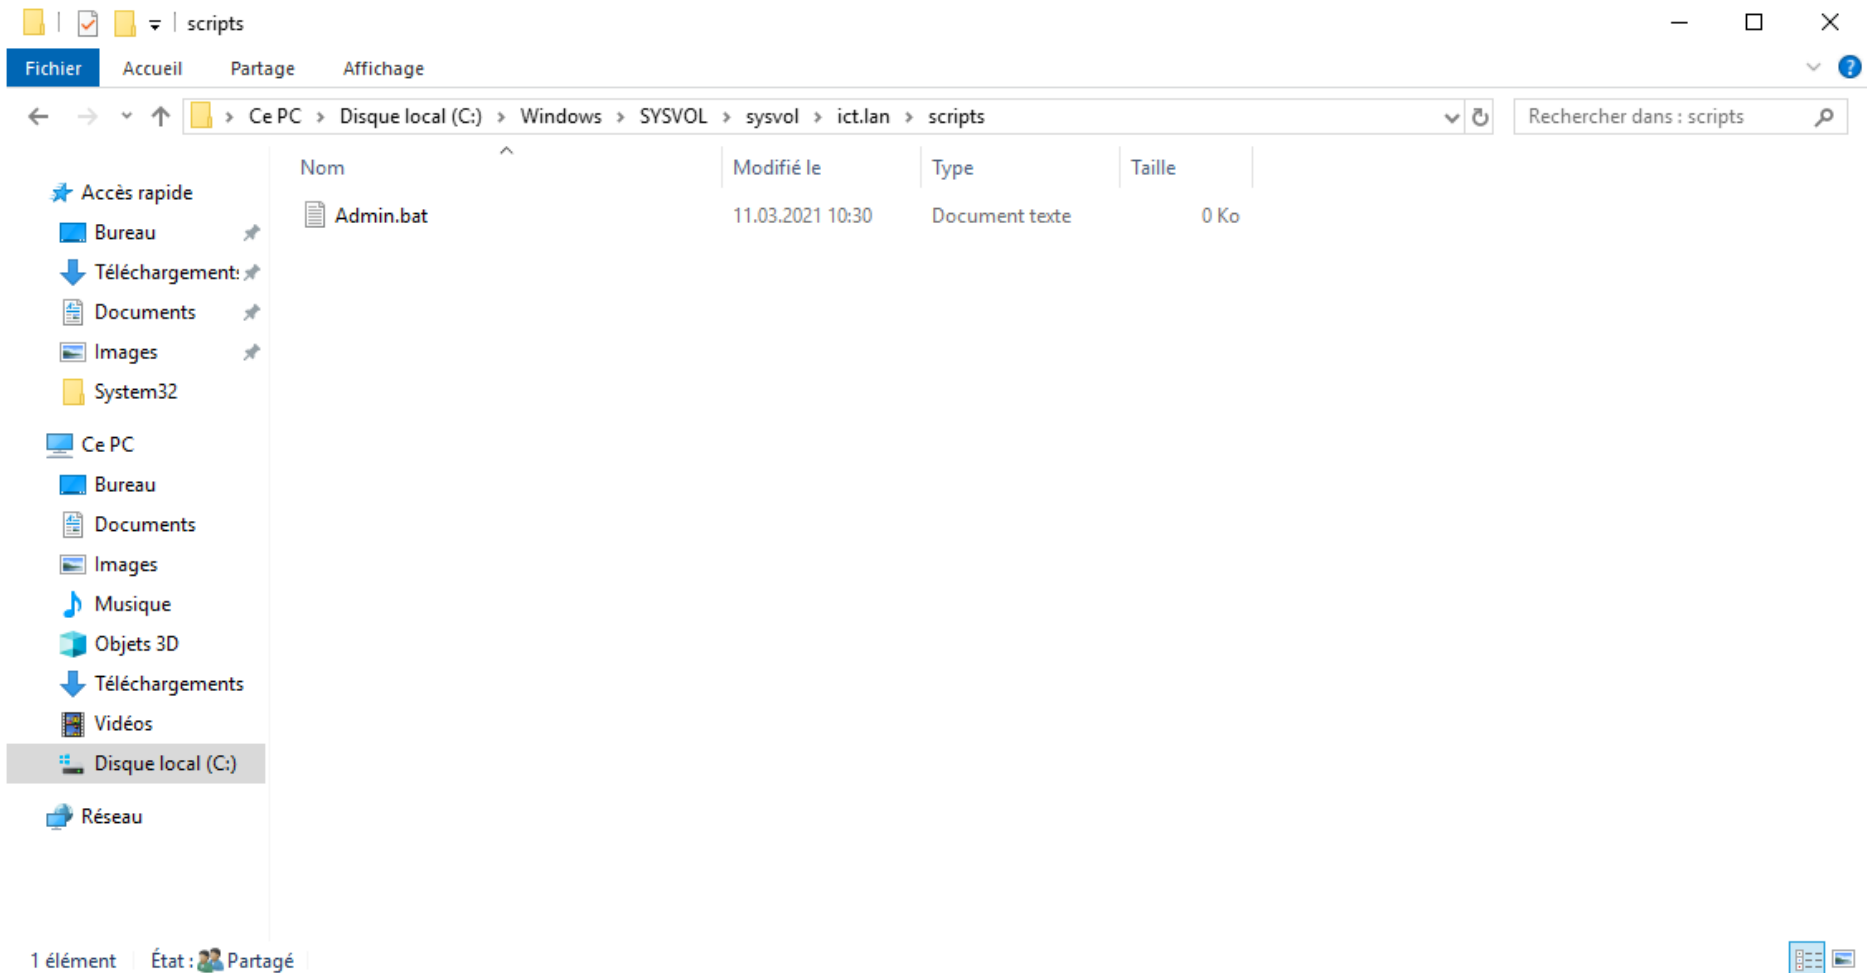 scripts
Fichier Accueil Partage Affichage
Ce PC > Disque local (C:) > Windows > SYSVOL > sysvol > ict.lan > scripts
Rechercher dans : scripts
Nom Modifié le Type Taille
Admin.bat 11.03.2021 10:30 Document texte 0 Ko
Accès rapide
Bureau
Téléchargements
Documents
Images
System32
Ce PC
Bureau
Documents
Images
Musique
Objets 3D
Téléchargements
Vidéos
Disque local (C:)
Réseau
1 élément État : Partagé